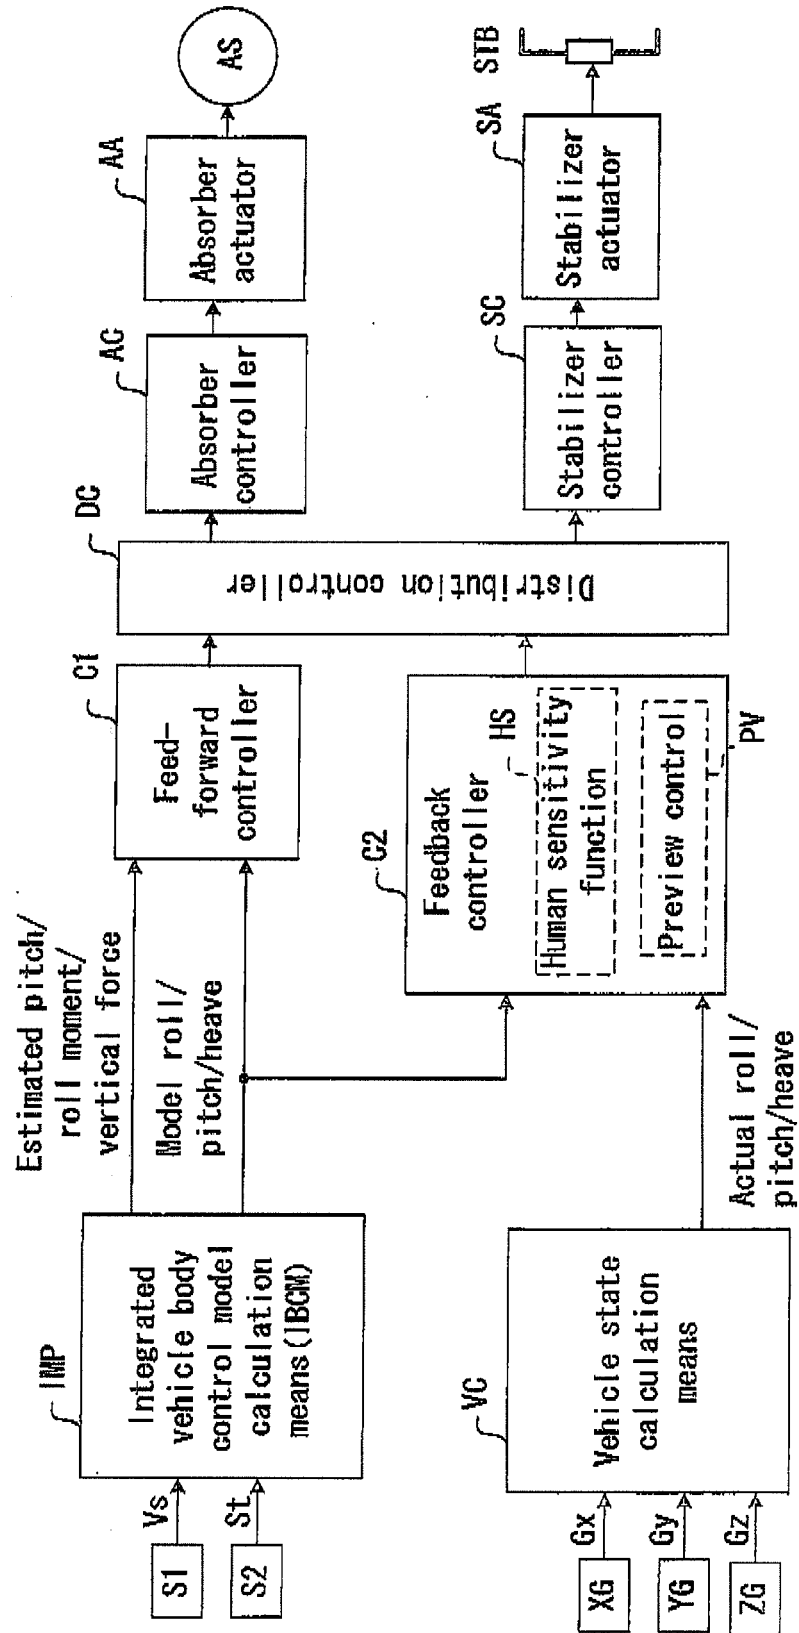 S1
Vs
S2
St
IMP
Integrated
vehicle body
control model
calculation
means(IBCM)
Estimated pitch/
roll moment/
vertical force
Model roll/
pitch/heave
C1
Feed-
forward
controller
DC
Distribution controller
AC
Absorber
controller
AA
Absorber
actuator
AS
XG
Gx
YG
Gy
ZG
Gz
VC
Vehicle state
calculation
means
Actual roll/
pitch/heave
C2
Feedback
controller
HS
Human sensitivity
function
Preview control
PV
SC
Stabilizer
controller
SA
Stabilizer
actuator
STB